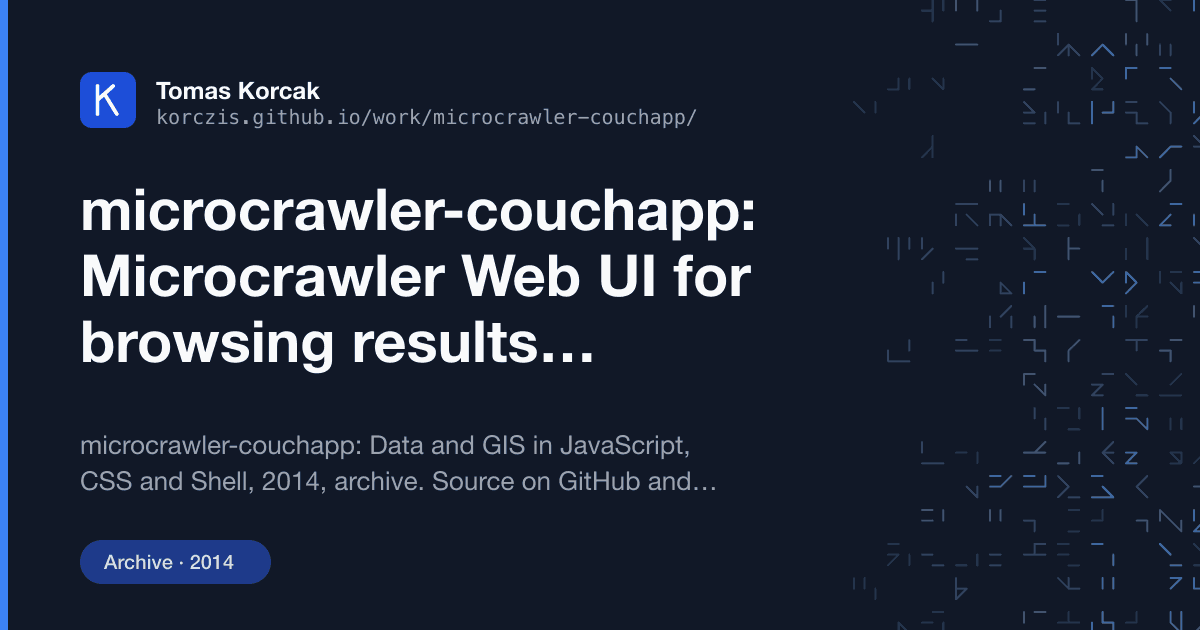 K
Tomas Korcak
korczis.github.io/work/microcrawler-couchapp/
microcrawler-couchapp:
Microcrawler Web UI for
browsing results…
microcrawler-couchapp: Data and GIS in JavaScript,
CSS and Shell, 2014, archive. Source on GitHub and…
Archive · 2014